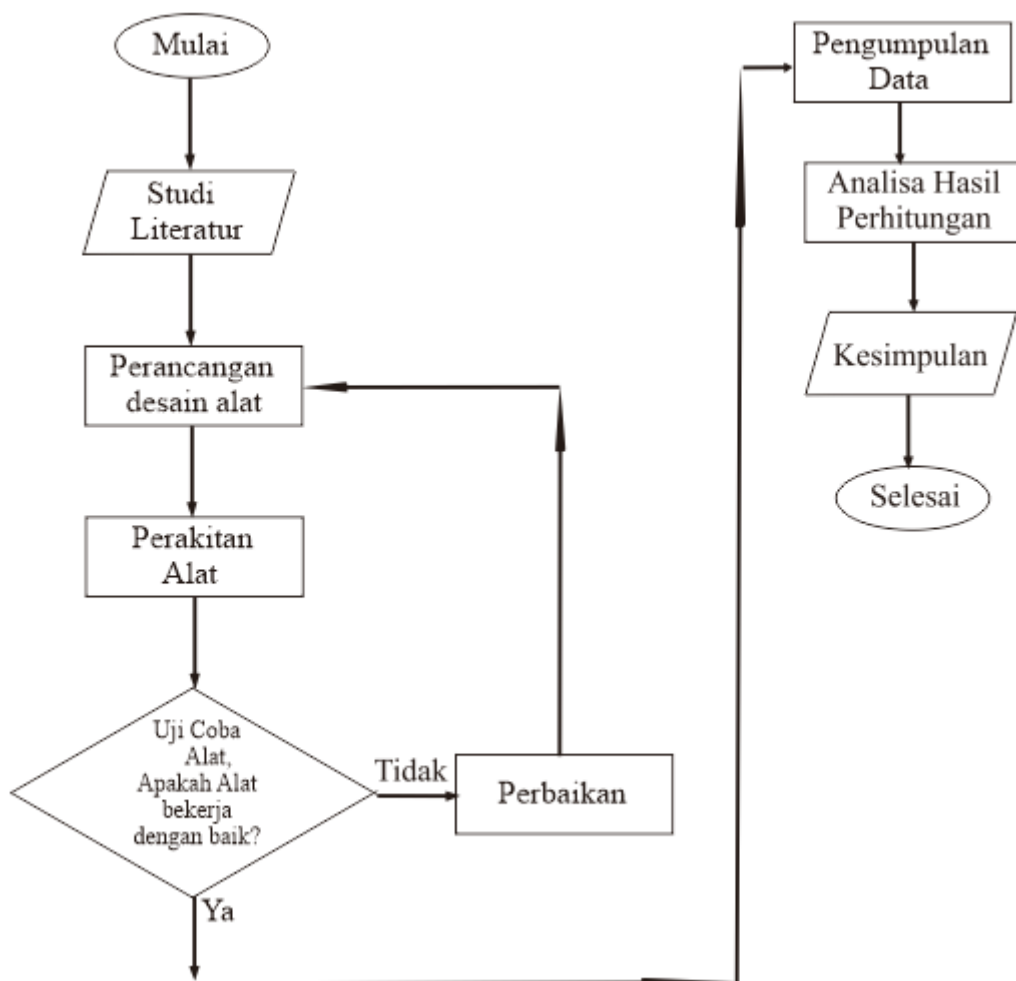 Mulai
Studi
Literatur
Perancangan
desain alat
Perakitan
Alat
Uji Coba
Alat,
Apakah Alat
bekerja
dengan baik?
Tidak
Perbaikan
Ya
Pengumpulan
Data
Analisa Hasil
Perhitungan
Kesimpulan
Selesai